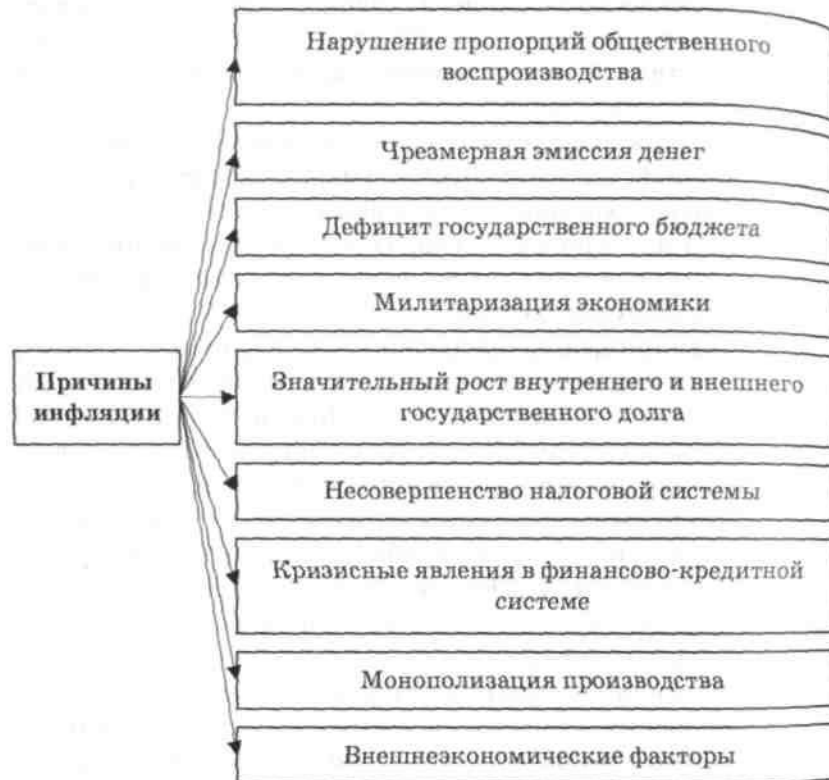 Нарушение пропорций общественного
воспроизводства
Чрезмерная эмиссия денег
Дефицит государственного бюджета
Милитаризация экономики
Причины
инфляции
Значительный рост внутреннего и внешнего
государственного долга
Несовершенство налоговой системы
Кризисные явления в финансово-кредитной
системе
Монополизация производства
Внешнеэкономические факторы